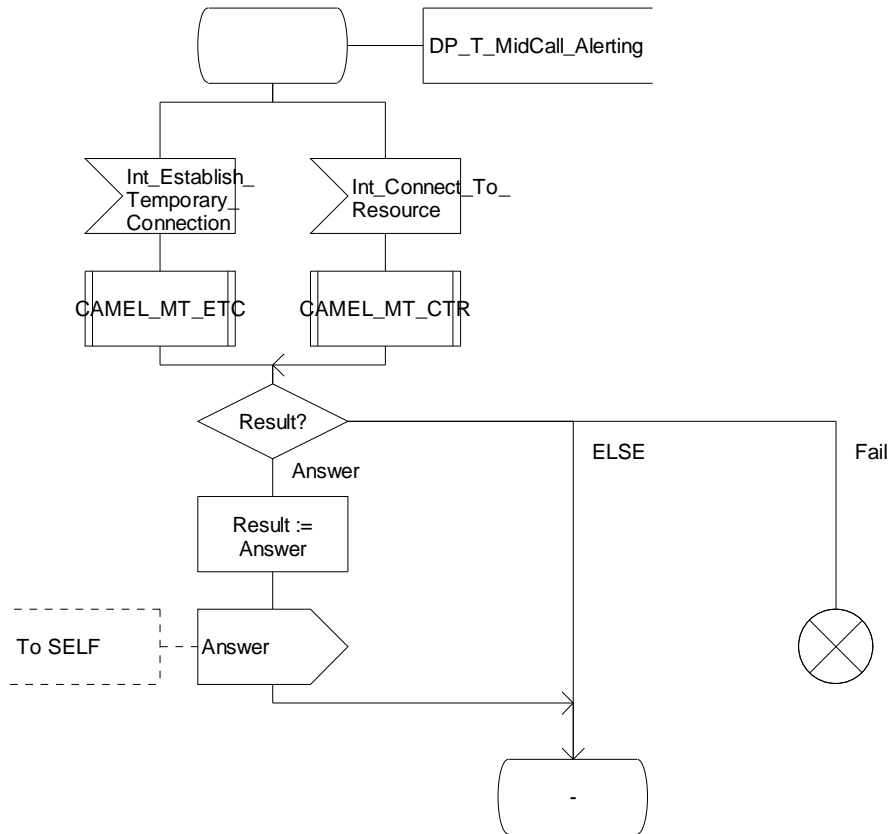 DP_T_MidCall_Alerting
Int_Establish_
Temporary_
Connection
Int_Connect_To_
Resource
CAMEL_MT_ETC
CAMEL_MT_CTR
Result?
ELSE
Fail
Answer
Result :=
Answer
To SELF
Answer
-